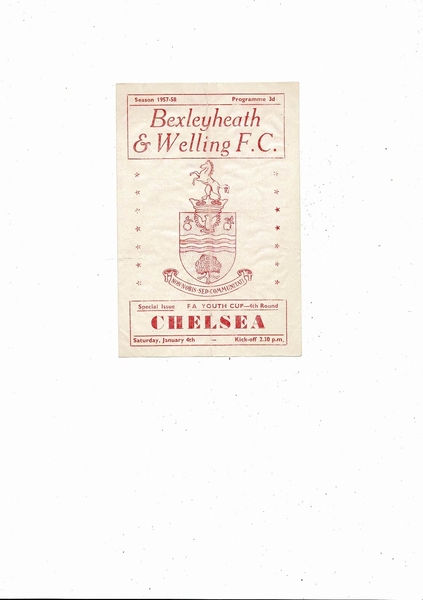 Season 1957-58 Programme 3d
Bexleyheath
& Welling F.C.
NON NOBIS SED COMMUNITATI
Special Issue FA YOUTH CUP—4th Round
CHELSEA
Saturday, January 4th — Kick-off 2.30 p.m.